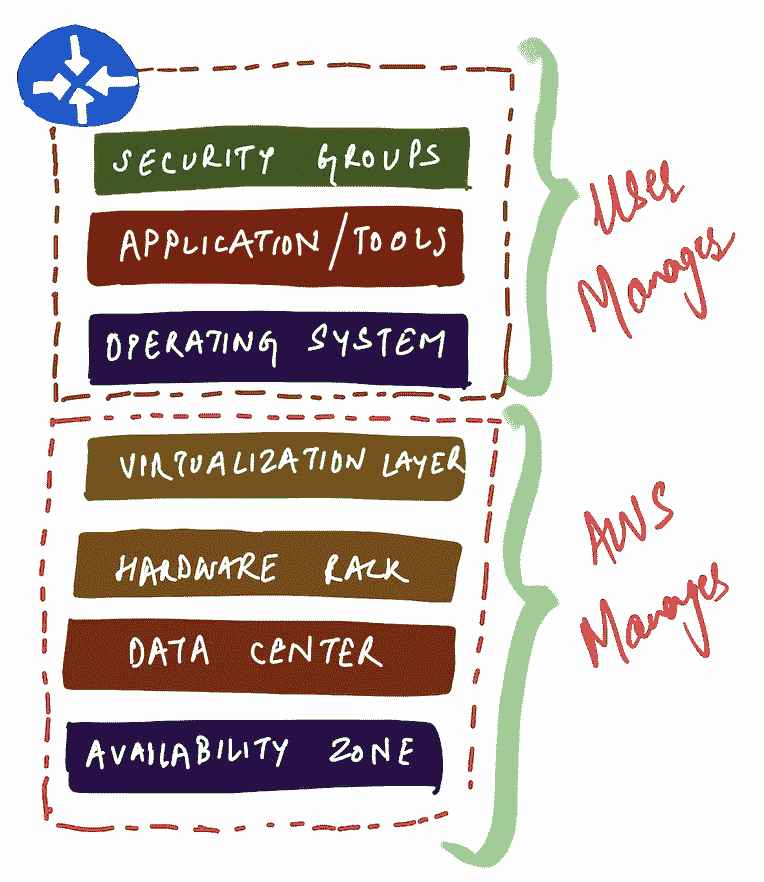 SECURITY GROUPS
APPLICATION/TOOLS
OPERATING SYSTEM
User
Manages
VIRTUALIZATION LAYER
HARDWARE RACK
DATA CENTER
AVAILABILITY ZONE
AWS
Manages